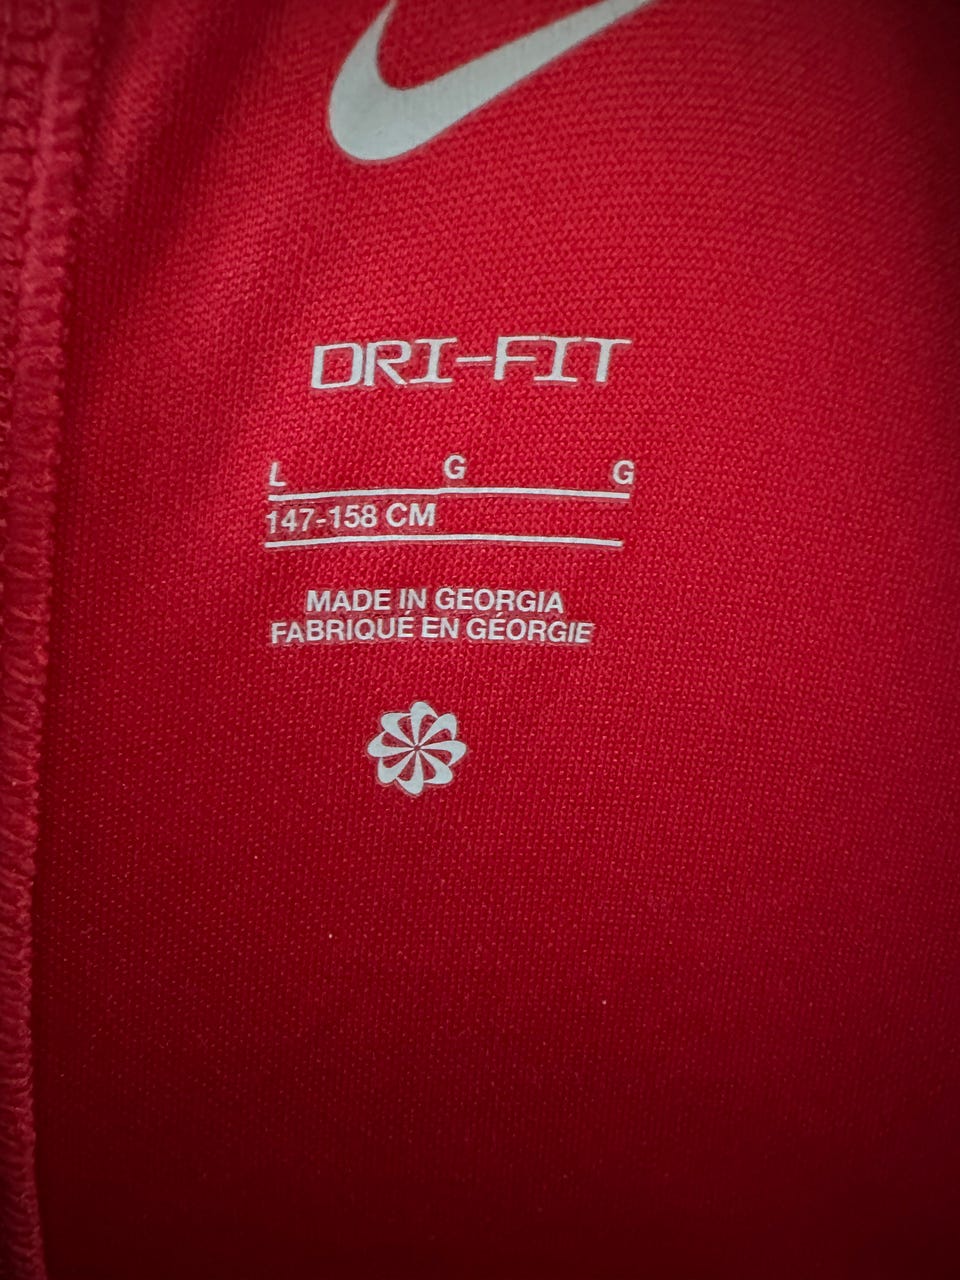 DRI-FIT
L G G
147-158 CM
MADE IN GEORGIA
FABRIQUÉ EN GÉORGIE